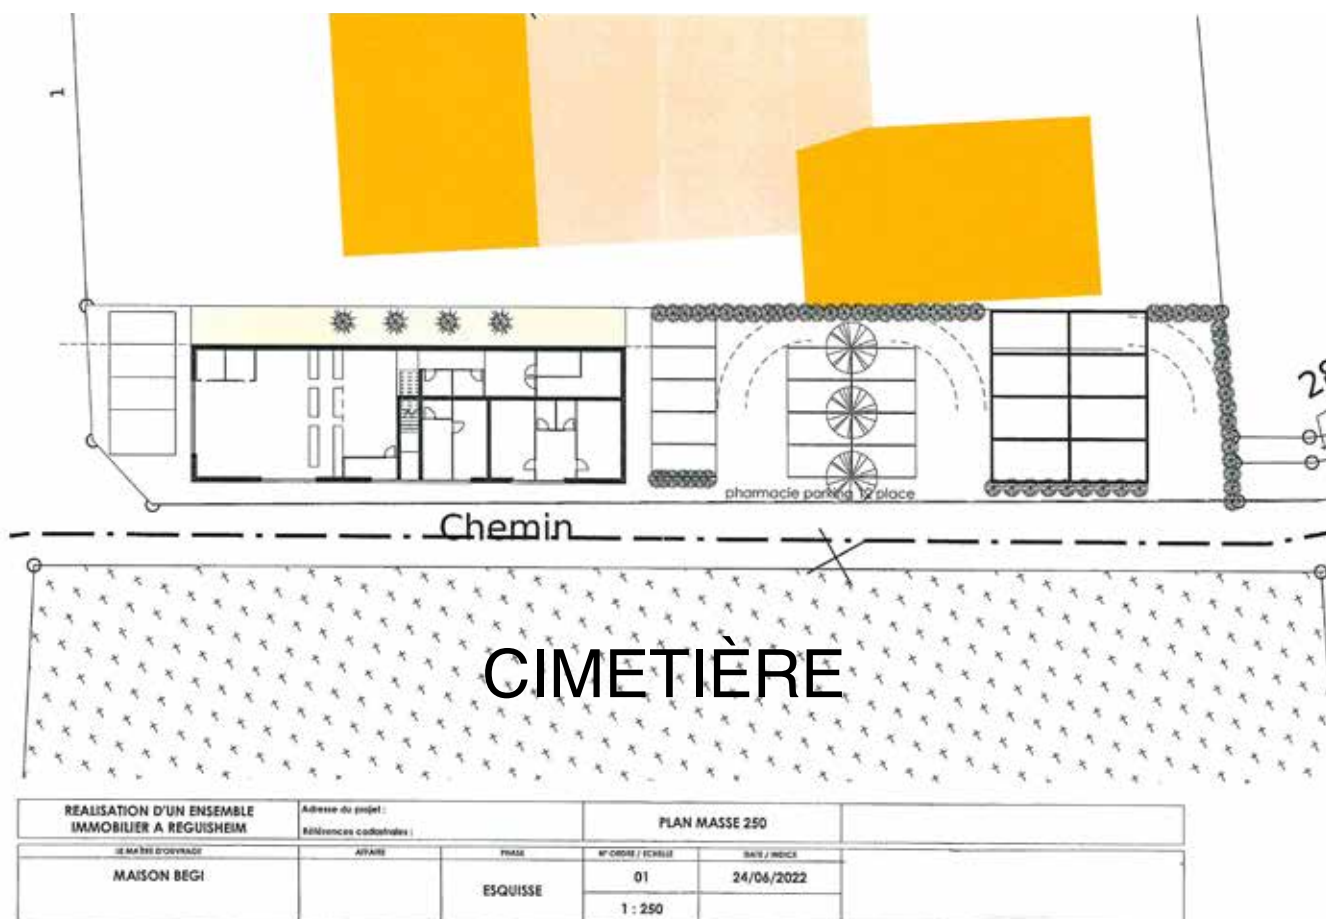 1
28
pharmacie parking 12 place
Chemin
CIMETIÈRE
REALISATION D'UN ENSEMBLE
IMMOBILIER A REGUISHEIM
Adresse du projet :
Références cadastrales :
PLAN MASSE 250
LE MAÎTRE D'OUVRAGE
AFFAIRE
PHASE
N° ORDRE / ECHELLE
DATE / INDICE
MAISON BEGI
ESQUISSE
01
24/06/2022
1 : 250